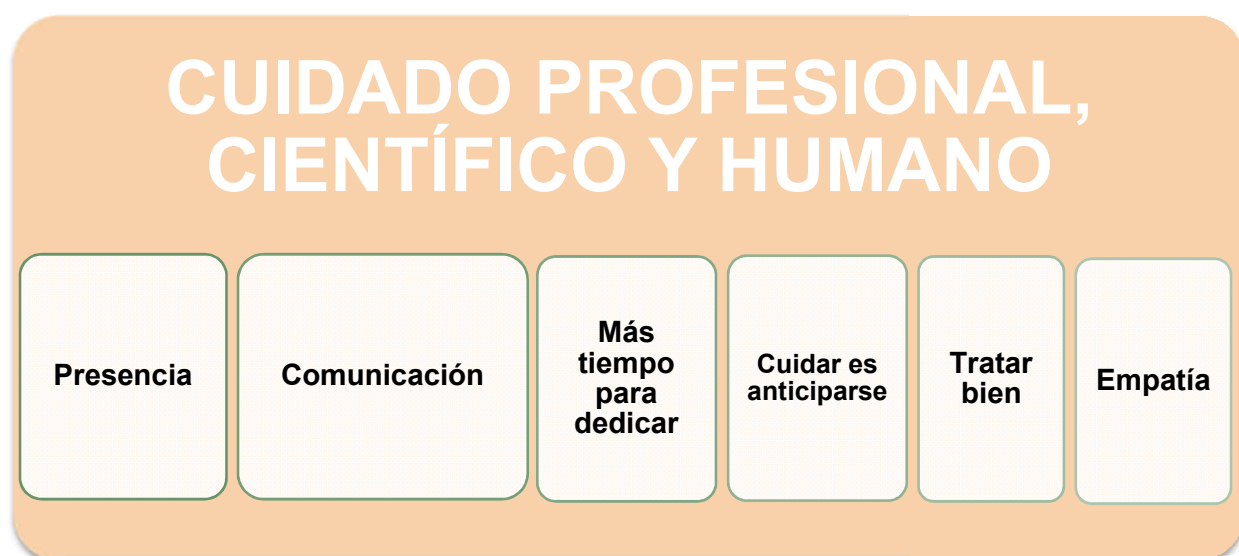 CUIDADO PROFESIONAL,
CIENTÍFICO Y HUMANO
Presencia
Comunicación
Más
tiempo
para
dedicar
Cuidar es
anticiparse
Tratar
bien
Empatía